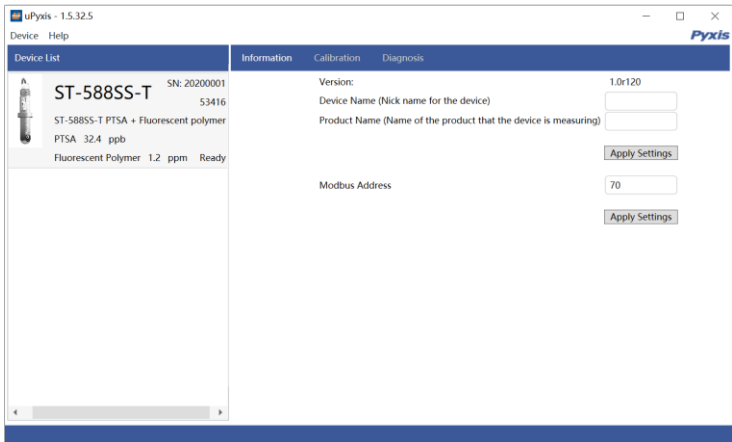 uPyxis - 1.5.32.5
Device Help
Pyxis
Device List
Information Calibration Diagnosis
ST-588SS-T
SN: 20200001
53416
ST-588SS-T PTSA + Fluorescent polymer
PTSA 32.4 ppb
Fluorescent Polymer 1.2 ppm Ready
Version: 1.0r120
Device Name (Nick name for the device)
Product Name (Name of the product that the device is measuring)
Apply Settings
Modbus Address 70
Apply Settings